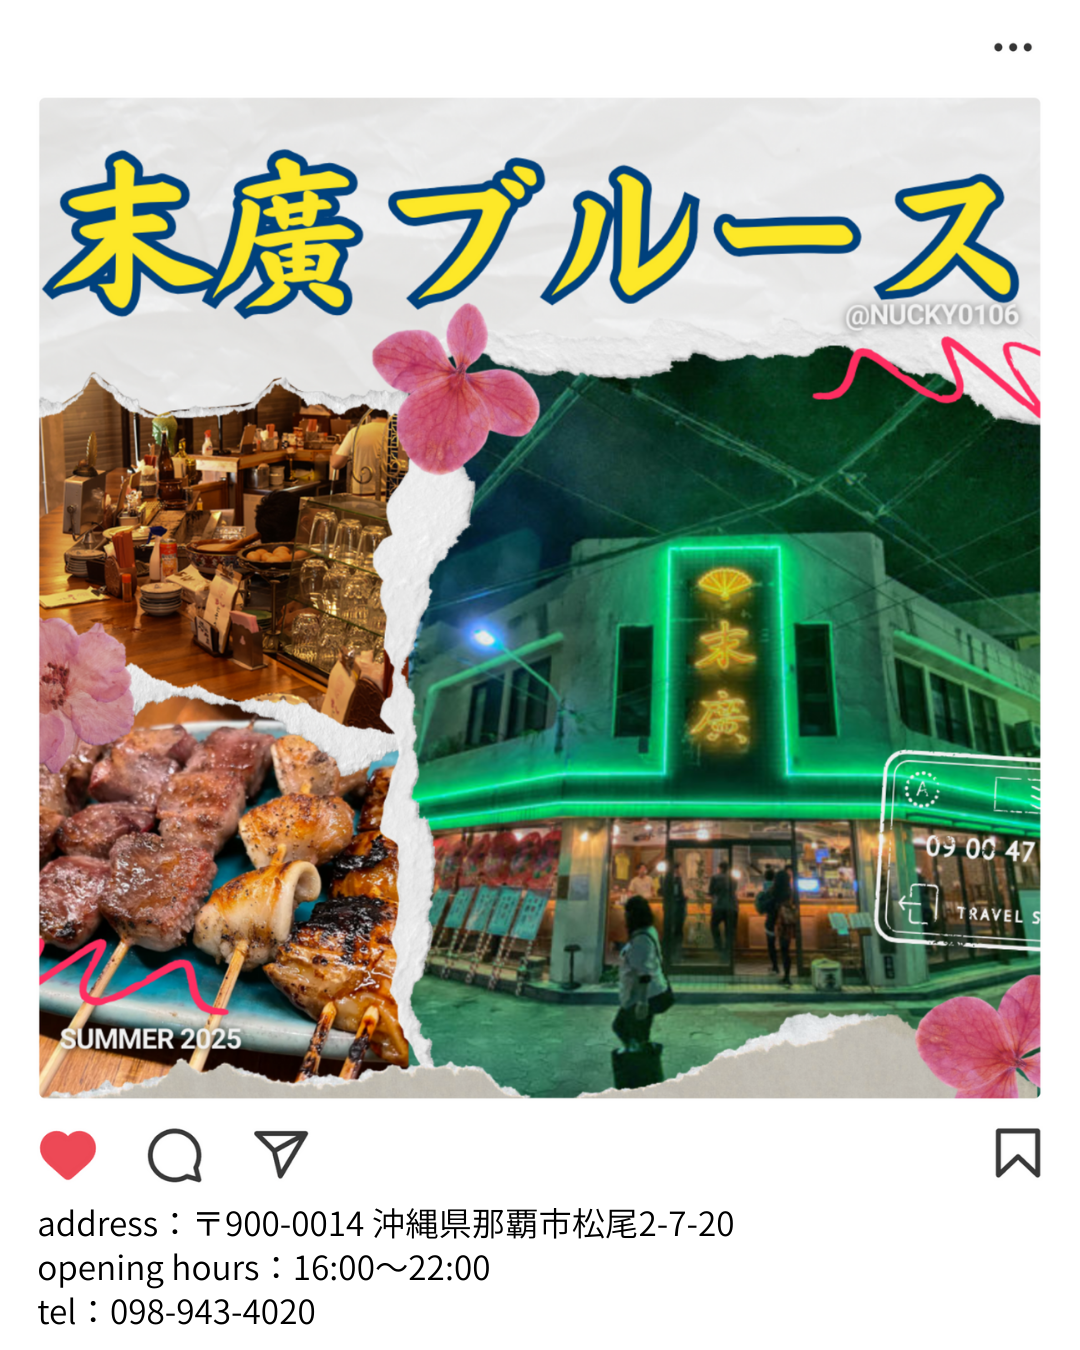 末廣ブルース
@NUCKY0106
末
廣
A
09 00 47
TRAVEL S
SUMMER 2025
address：〒900-0014 沖縄県那覇市松尾2-7-20
opening hours：16:00〜22:00
tel：098-943-4020